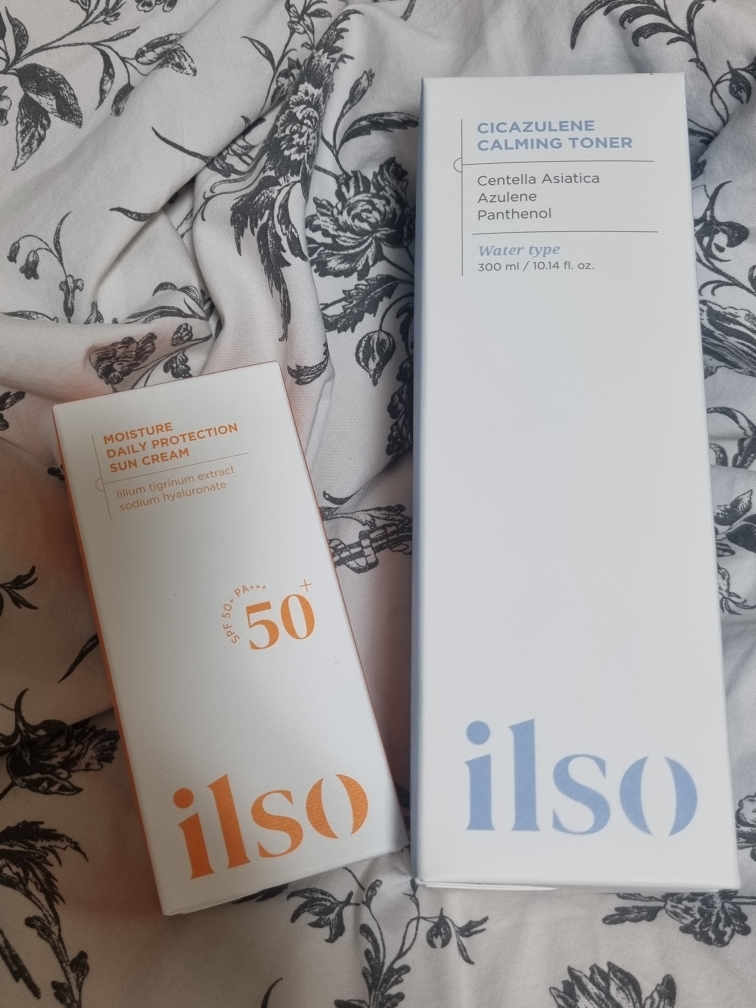 MOISTURE
DAILY PROTECTION
SUN CREAM
lilium tigrinum extract
sodium hyaluronate
SPF 50+ PA+++
50+
ilso
CICAZULENE
CALMING TONER
Centella Asiatica
Azulene
Panthenol
Water type
300 ml / 10.14 fl. oz.
ilso